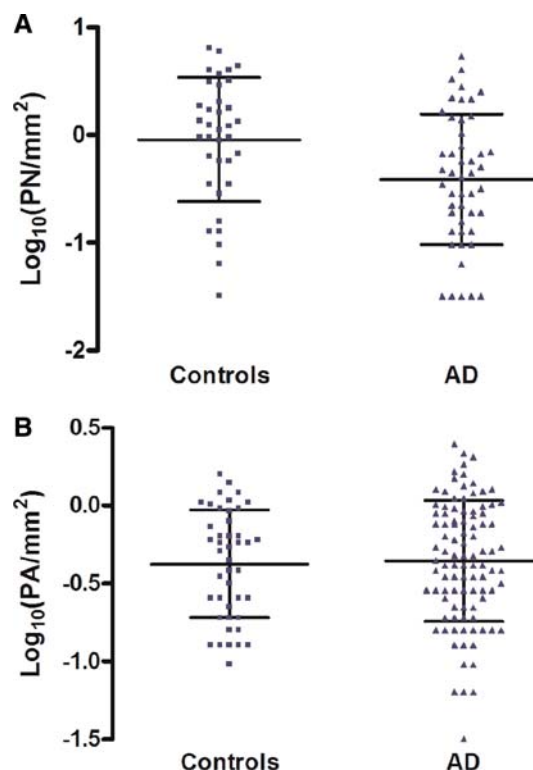 A
Log₁₀(PN/mm²)
1
0
-1
-2
Controls AD
B
Log₁₀(PA/mm²)
0.5
0.0
-0.5
-1.0
-1.5
Controls AD